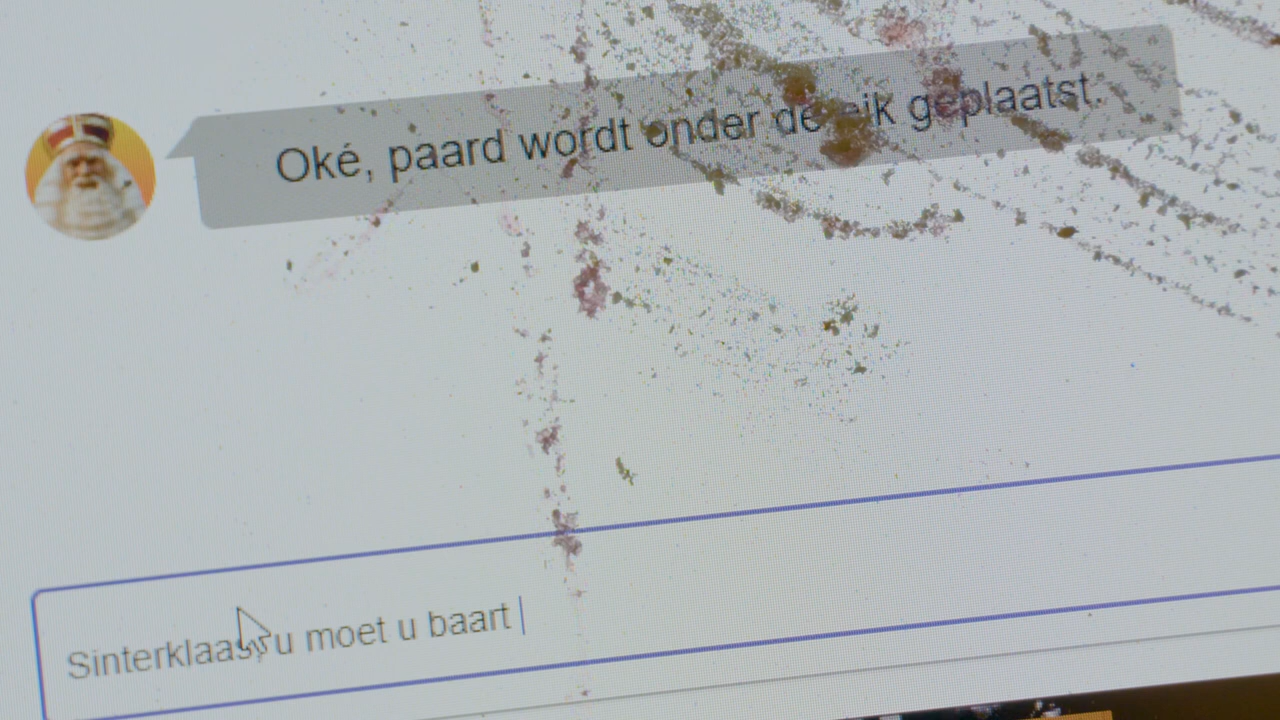 Oké, paard wordt onder de eik geplaatst.
Sinterklaas, u moet u baart